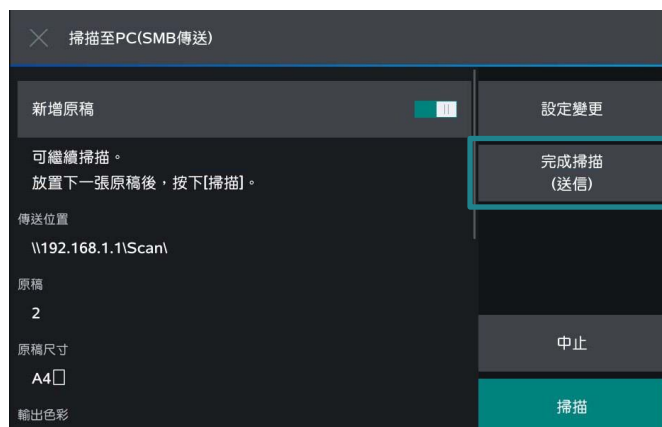 掃描至PC(SMB傳送)
新增原稿
可繼續掃描。
放置下一張原稿後，按下[掃描]。
傳送位置
\\192.168.1.1\Scan\
原稿
2
原稿尺寸
A4
輸出色彩
設定變更
完成掃描
(送信)
中止
掃描